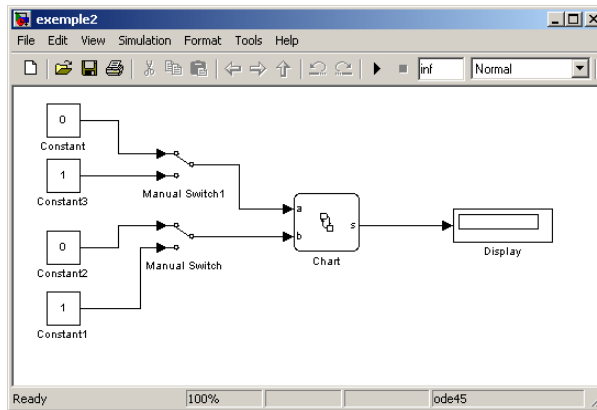 exemple2
File Edit View Simulation Format Tools Help
inf Normal
0
Constant
1
Constant3
Manual Switch1
0
Constant2
Manual Switch
1
Constant1
a
b
s
Chart
Display
Ready 100% ode45